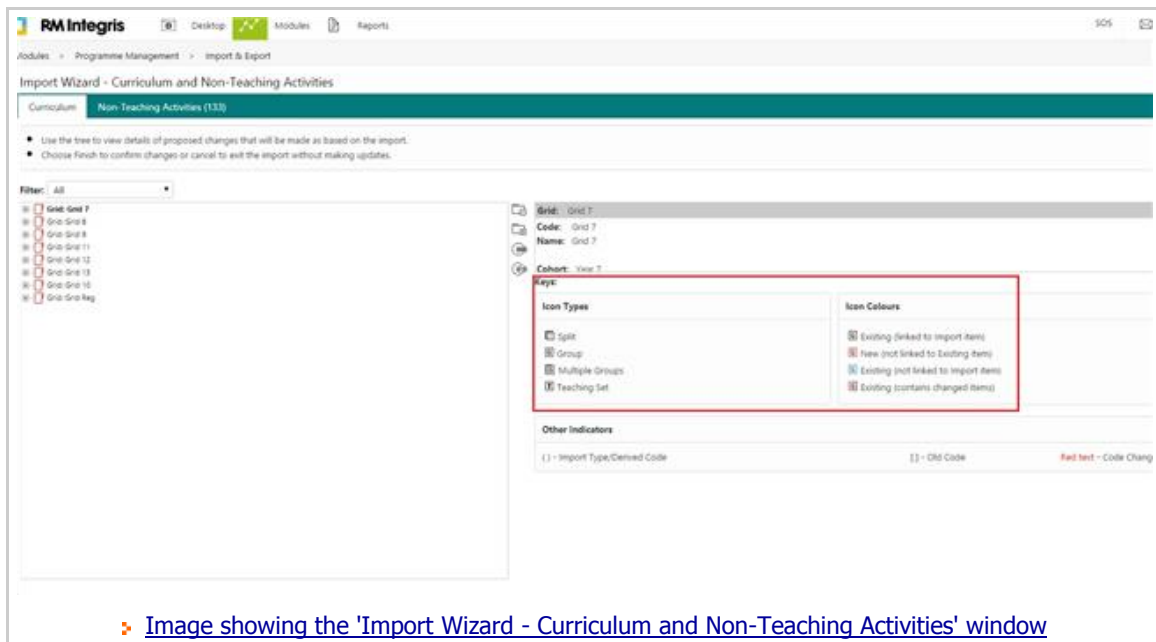 RM Integris Desktop Modules Reports SOS
Modules > Programme Management > Import & Export
Import Wizard - Curriculum and Non-Teaching Activities
Curriculum Non-Teaching Activities (133)
• Use the tree to view details of proposed changes that will be made as based on the import.
• Choose Finish to confirm changes or cancel to exit the import without making updates.
Filter: All
Grid: Grid 7
Grid: Grid 11
Grid: Grid 12
Grid: Grid 13
Grid: Grid 10
Grid: Grid Reg
Grid: Grid 7
Code: Grid 7
Name: Grid 7
Cohort: Year 7
Keys:
Icon Types Icon Colours
Split Existing (linked to import item)
Group New (not linked to Existing item)
Multiple Groups Existing (not linked to import item)
Teaching Set Existing (contains changed items)
Other Indicators
( ) - Import Type/Derived Code [ ] - Old Code Red text - Code Chang
Image showing the 'Import Wizard - Curriculum and Non-Teaching Activities' window